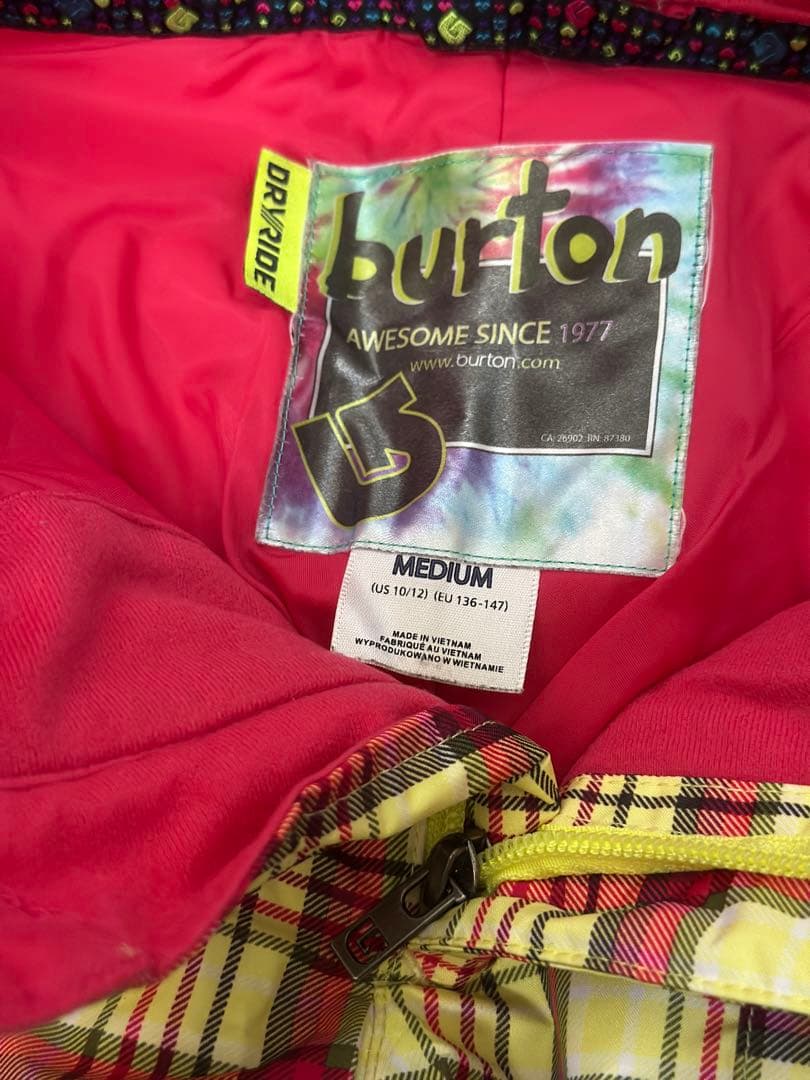 DRYRIDE
burton
AWESOME SINCE 1977
www.burton.com
CA: 26902 RN: 87380
MEDIUM
(US 10/12) (EU 136-147)
MADE IN VIETNAM
FABRIQUÉ AU VIETNAM
WYPRODUKOWANO W WIETNAMIE